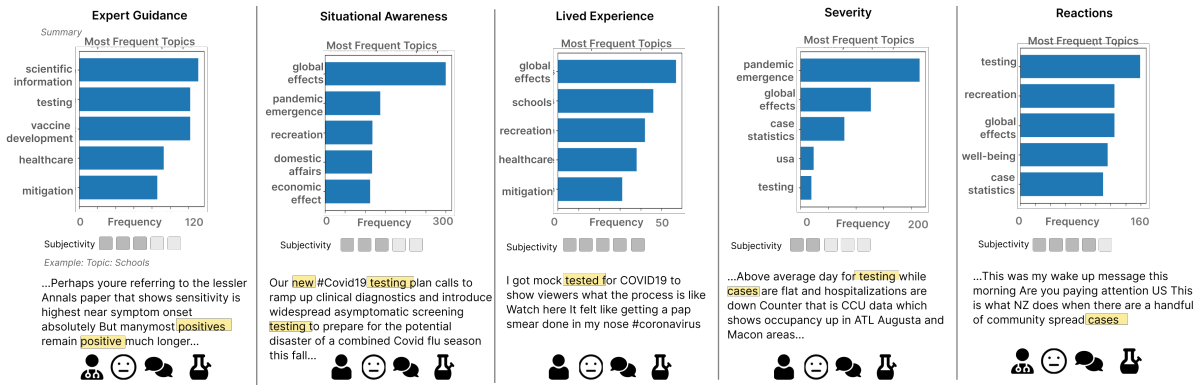 Expert Guidance
Summary
Most Frequent Topics
scientific
information
testing
vaccine
development
healthcare
mitigation
0 Frequency 120
Subjectivity
Example: Topic: Schools
...Perhaps youre referring to the lessler
Annals paper that shows sensitivity is
highest near symptom onset
absolutely But manymost positives
remain positive much longer...
Situational Awareness
Most Frequent Topics
global
effects
pandemic
emergence
recreation
domestic
affairs
economic
effect
0 Frequency 300
Subjectivity
Our new #Covid19 testing plan calls to
ramp up clinical diagnostics and introduce
widespread asymptomatic screening
testing to prepare for the potential
disaster of a combined Covid flu season
this fall...
Lived Experience
Most Frequent Topics
global
effects
schools
recreation
healthcare
mitigation
0 Frequency 50
Subjectivity
I got mock tested for COVID19 to
show viewers what the process is like
Watch here It felt like getting a pap
smear done in my nose #coronavirus
Severity
Most Frequent Topics
pandemic
emergence
global
effects
case
statistics
usa
testing
0 Frequency 200
Subjectivity
...Above average day for testing while
cases are flat and hospitalizations are
down Counter that is CCU data which
shows occupancy up in ATL Augusta and
Macon areas...
Reactions
Most Frequent Topics
testing
recreation
global
effects
well-being
case
statistics
0 Frequency 160
Subjectivity
...This was my wake up message this
morning Are you paying attention US This
is what NZ does when there are a handful
of community spread cases